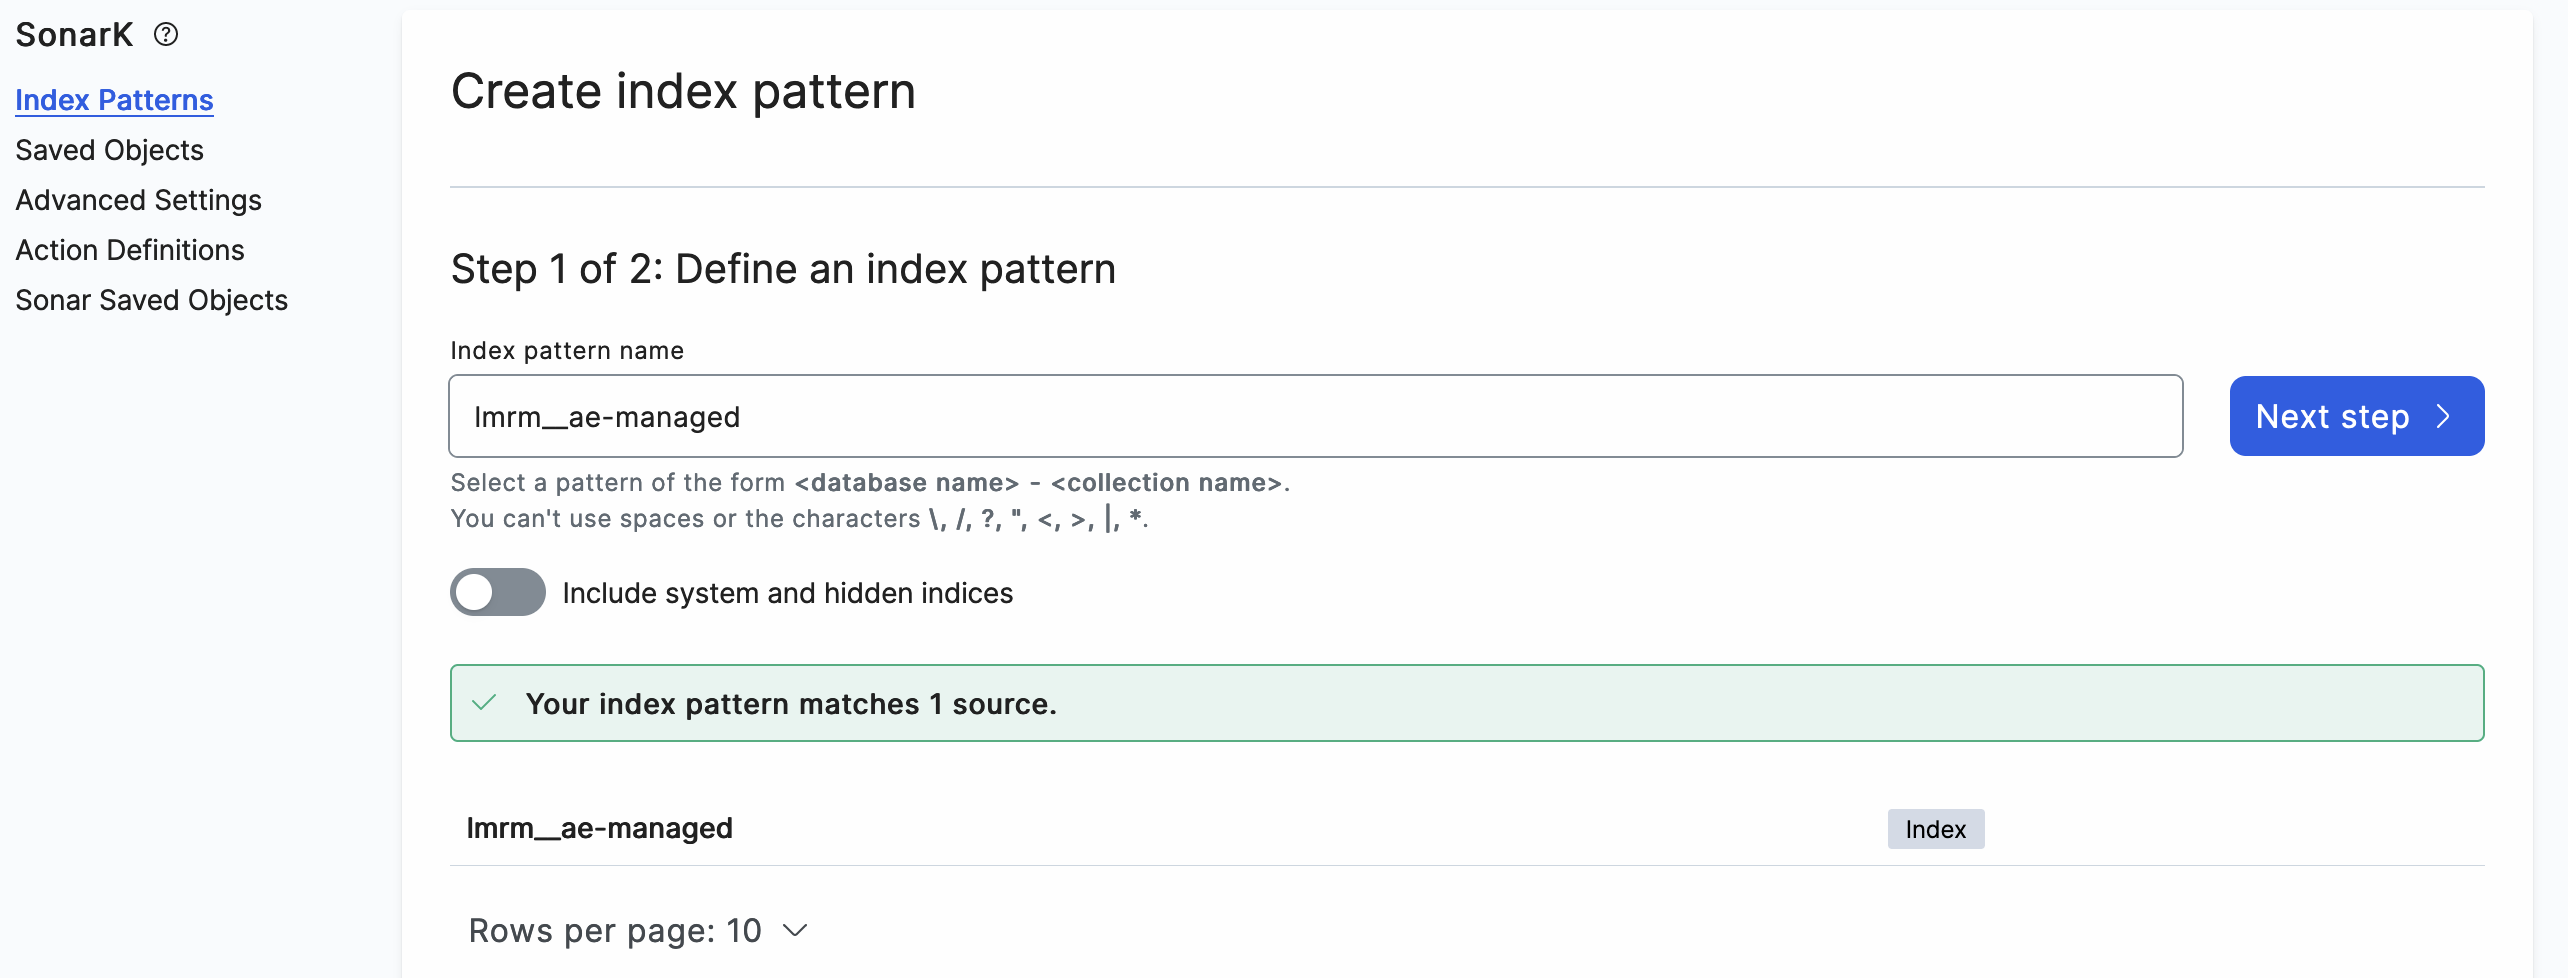 SonarK
Index Patterns
Saved Objects
Advanced Settings
Action Definitions
Sonar Saved Objects
Create index pattern
Step 1 of 2: Define an index pattern
Index pattern name
lmrm__ae-managed
Next step
Select a pattern of the form <database name> - <collection name>.
You can't use spaces or the characters \, /, ?, ", <, >, |, *.
Include system and hidden indices
Your index pattern matches 1 source.
lmrm__ae-managed Index
Rows per page: 10